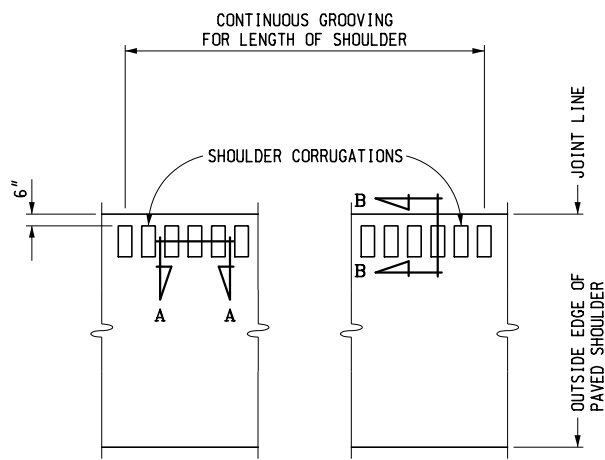 CONTINUOUS GROOVING
FOR LENGTH OF SHOULDER
SHOULDER CORRUGATIONS
6"
B
B
A
A
JOINT LINE
OUTSIDE EDGE OF
PAVED SHOULDER